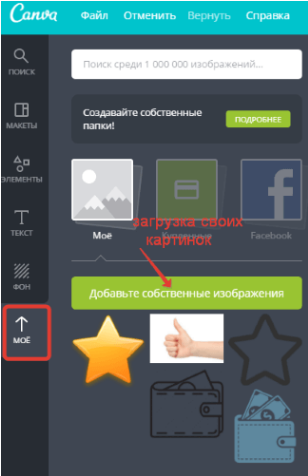 Canva Файл Отменить Вернуть Справка
Поиск среди 1 000 000 изображений...
ПОИСК
Создавайте собственные
папки!
ПОДРОБНЕЕ
МАКЕТЫ
ЭЛЕМЕНТЫ
ТЕКСТ
ФОН
МОЁ
Моё
Facebook
загрузка своих
картинок
Добавьте собственные изображения